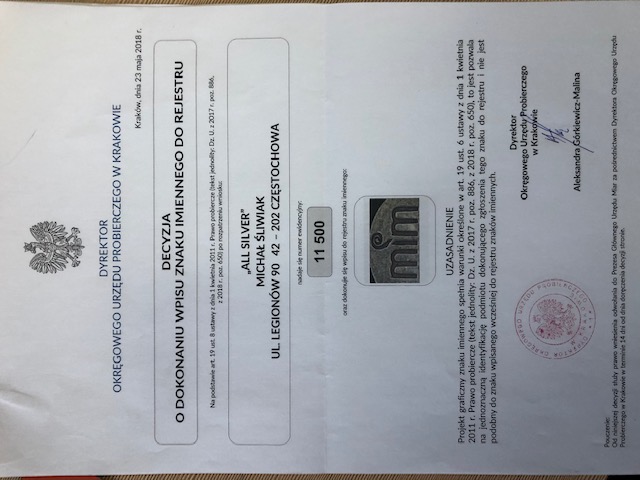 DYREKTOR
OKRĘGOWEGO URZĘDU PROBIERCZEGO W KRAKOWIE
Kraków, dnia 23 maja 2018 r.
DECYZJA
O DOKONANIU WPISU ZNAKU IMIENNEGO DO REJESTRU
Na podstawie art. 19 ust. 8 ustawy z dnia 1 kwietnia 2011 r. Prawo probiercze (tekst jednolity: Dz. U. z 2017 r. poz. 886,
z 2018 r. poz. 650) po rozpatrzeniu wniosku:
„ALL SILVER”
MICHAŁ ŚLIWIAK
UL. LEGIONÓW 90 42 – 202 CZĘSTOCHOWA
nadaje się numer ewidencyjny:
11 500
oraz dokonuje się wpisu do rejestru znaku imiennego:
mim
UZASADNIENIE
Projekt graficzny znaku imiennego spełnia warunki określone w art. 19 ust. 6 ustawy z dnia 1 kwietnia
2011 r. Prawo probiercze (tekst jednolity: Dz. U. z 2017 r. poz. 886, z 2018 r. poz. 650), to jest pozwala
na jednoznaczną identyfikację podmiotu dokonującego zgłoszenia tego znaku do rejestru i nie jest
podobny do znaku wpisanego wcześniej do rejestru znaków imiennych.
Dyrektor
Okręgowego Urzędu Probierczego
w Krakowie
Aleksandra Górkiewicz-Malina
Pouczenie:
Od niniejszej decyzji służy prawo wniesienia odwołania do Prezesa Głównego Urzędu Miar za pośrednictwem Dyrektora Okręgowego Urzędu
Probierczego w Krakowie w terminie 14 dni od dnia doręczenia decyzji stronie.